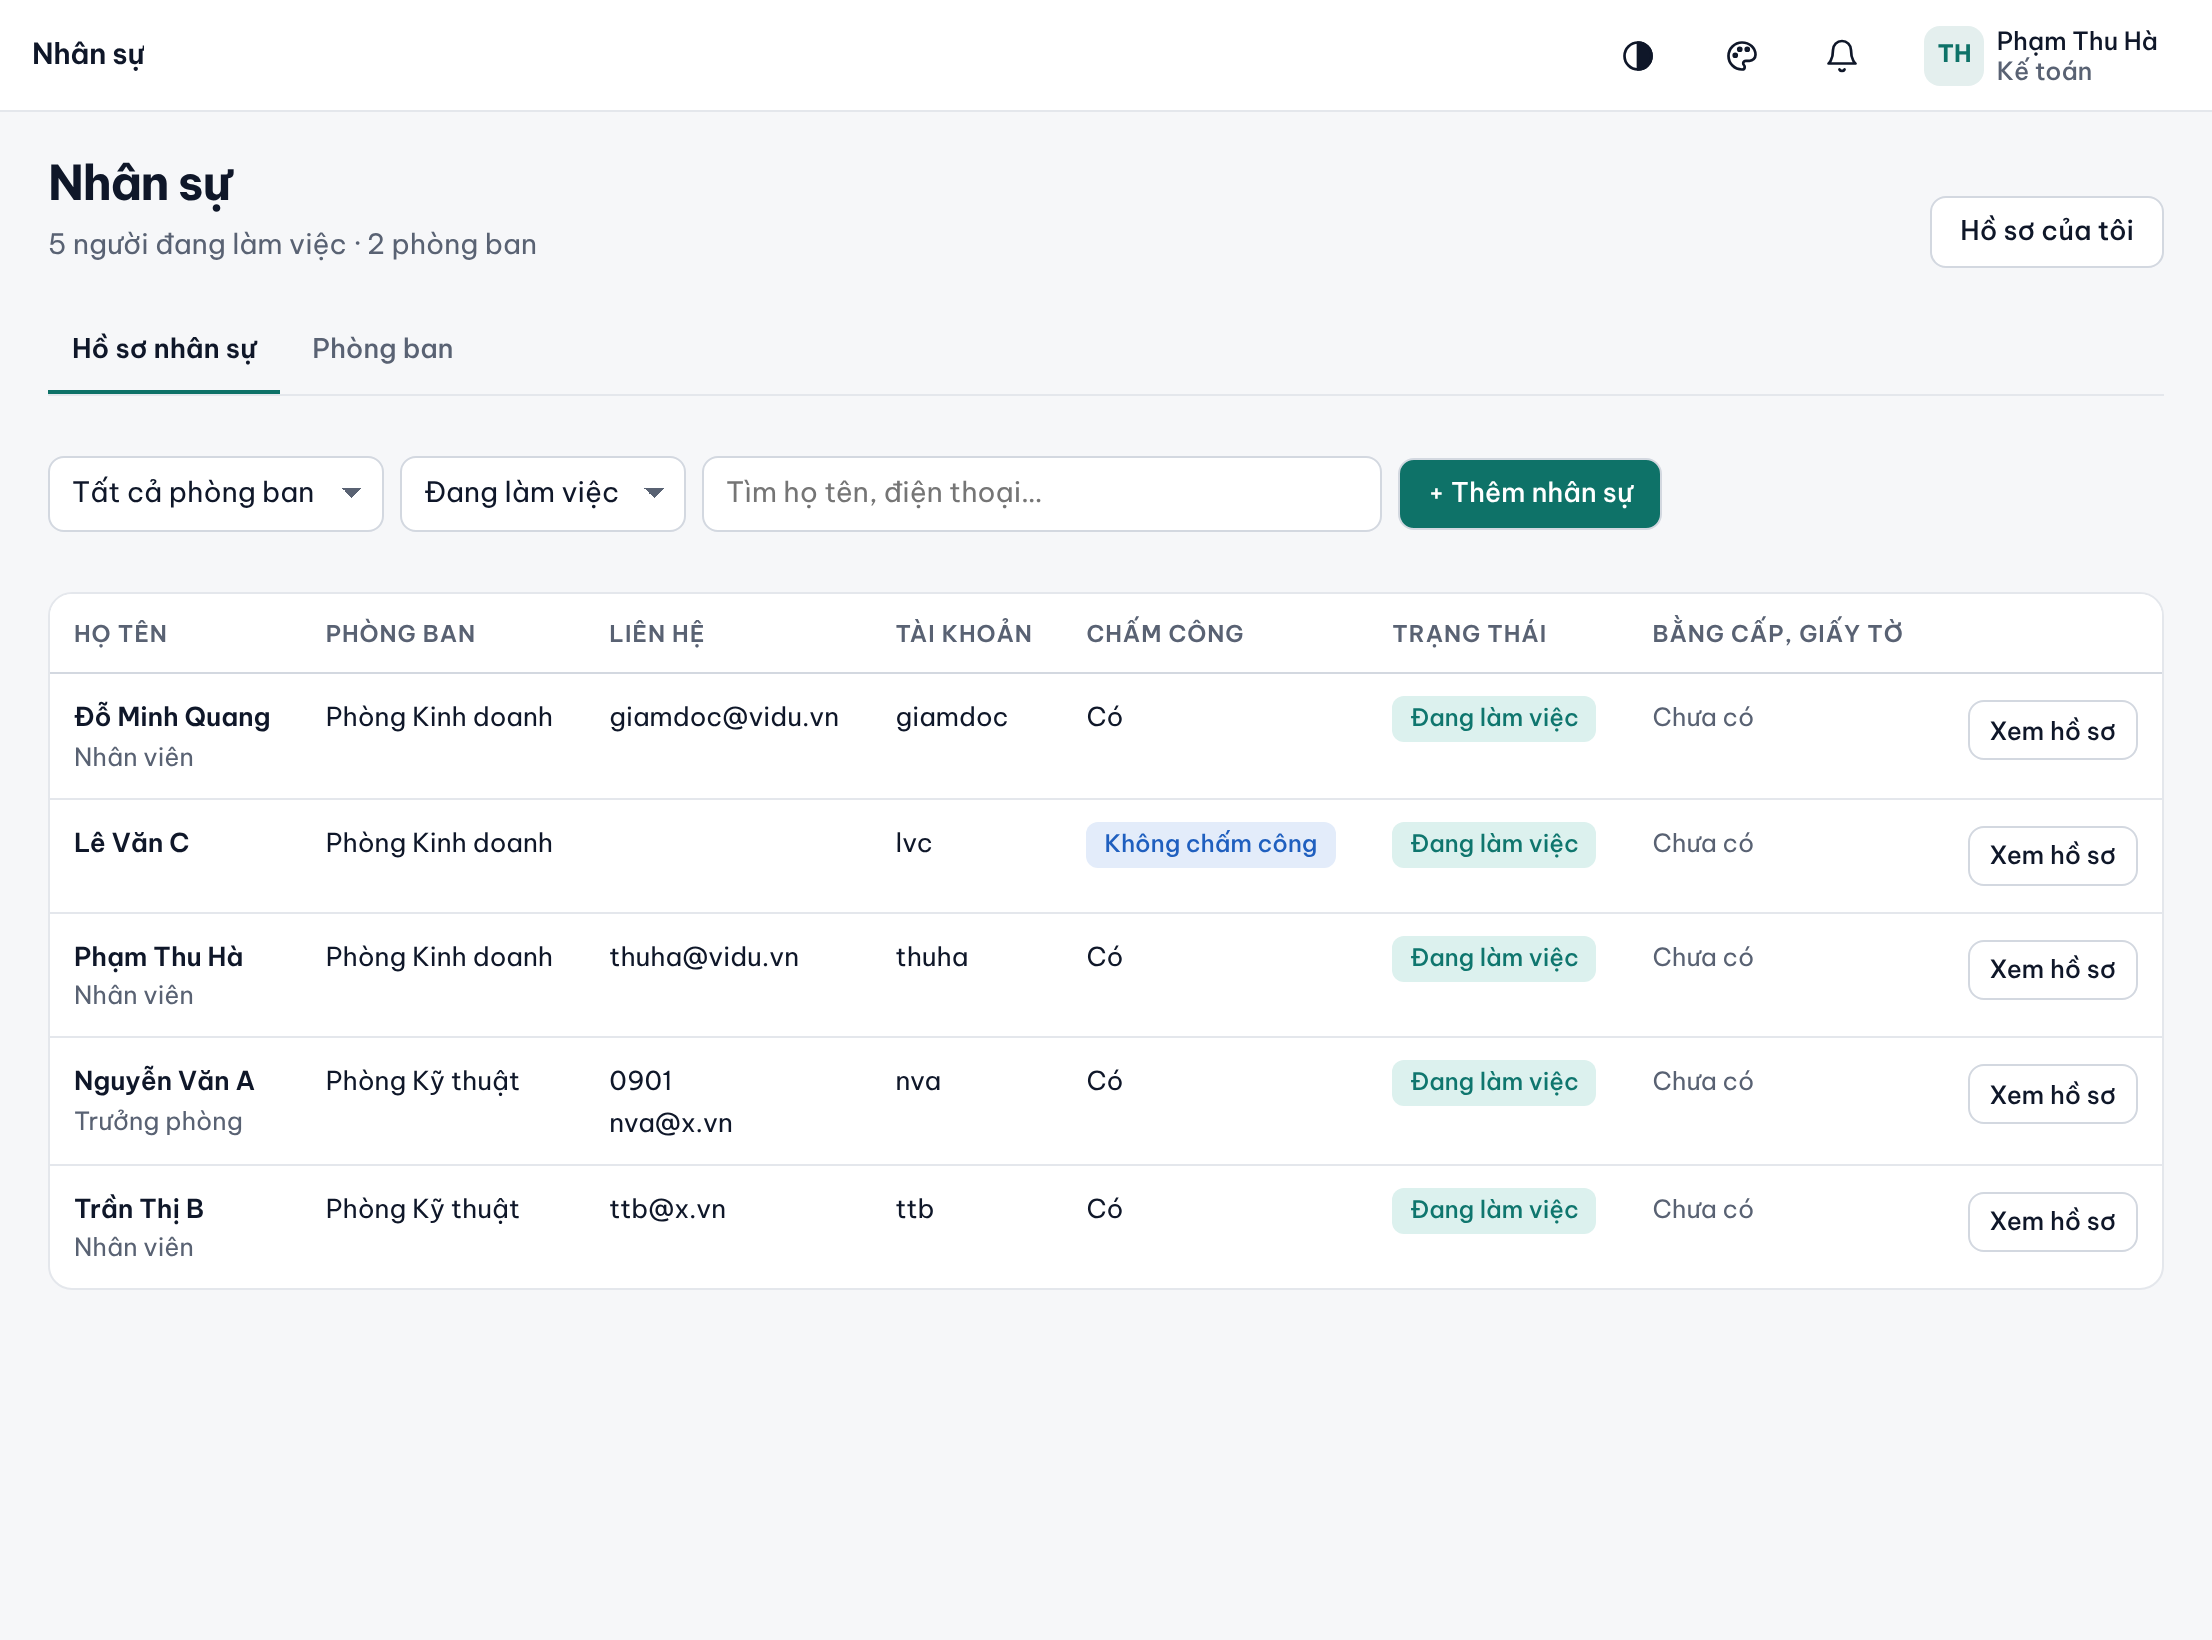 Nhân sự
TH
Phạm Thu Hà
Kế toán
Nhân sự
5 người đang làm việc · 2 phòng ban
Hồ sơ của tôi
Hồ sơ nhân sự
Phòng ban
Tất cả phòng ban
Đang làm việc
Tìm họ tên, điện thoại...
+ Thêm nhân sự
HỌ TÊN PHÒNG BAN LIÊN HỆ TÀI KHOẢN CHẤM CÔNG TRẠNG THÁI BẰNG CẤP, GIẤY TỜ
Đỗ Minh Quang Phòng Kinh doanh giamdoc@vidu.vn giamdoc Có Đang làm việc Chưa có Xem hồ sơ
Nhân viên
Lê Văn C Phòng Kinh doanh lvc Không chấm công Đang làm việc Chưa có Xem hồ sơ
Phạm Thu Hà Phòng Kinh doanh thuha@vidu.vn thuha Có Đang làm việc Chưa có Xem hồ sơ
Nhân viên
Nguyễn Văn A Phòng Kỹ thuật 0901 nva Có Đang làm việc Chưa có Xem hồ sơ
Trưởng phòng nva@x.vn
Trần Thị B Phòng Kỹ thuật ttb@x.vn ttb Có Đang làm việc Chưa có Xem hồ sơ
Nhân viên